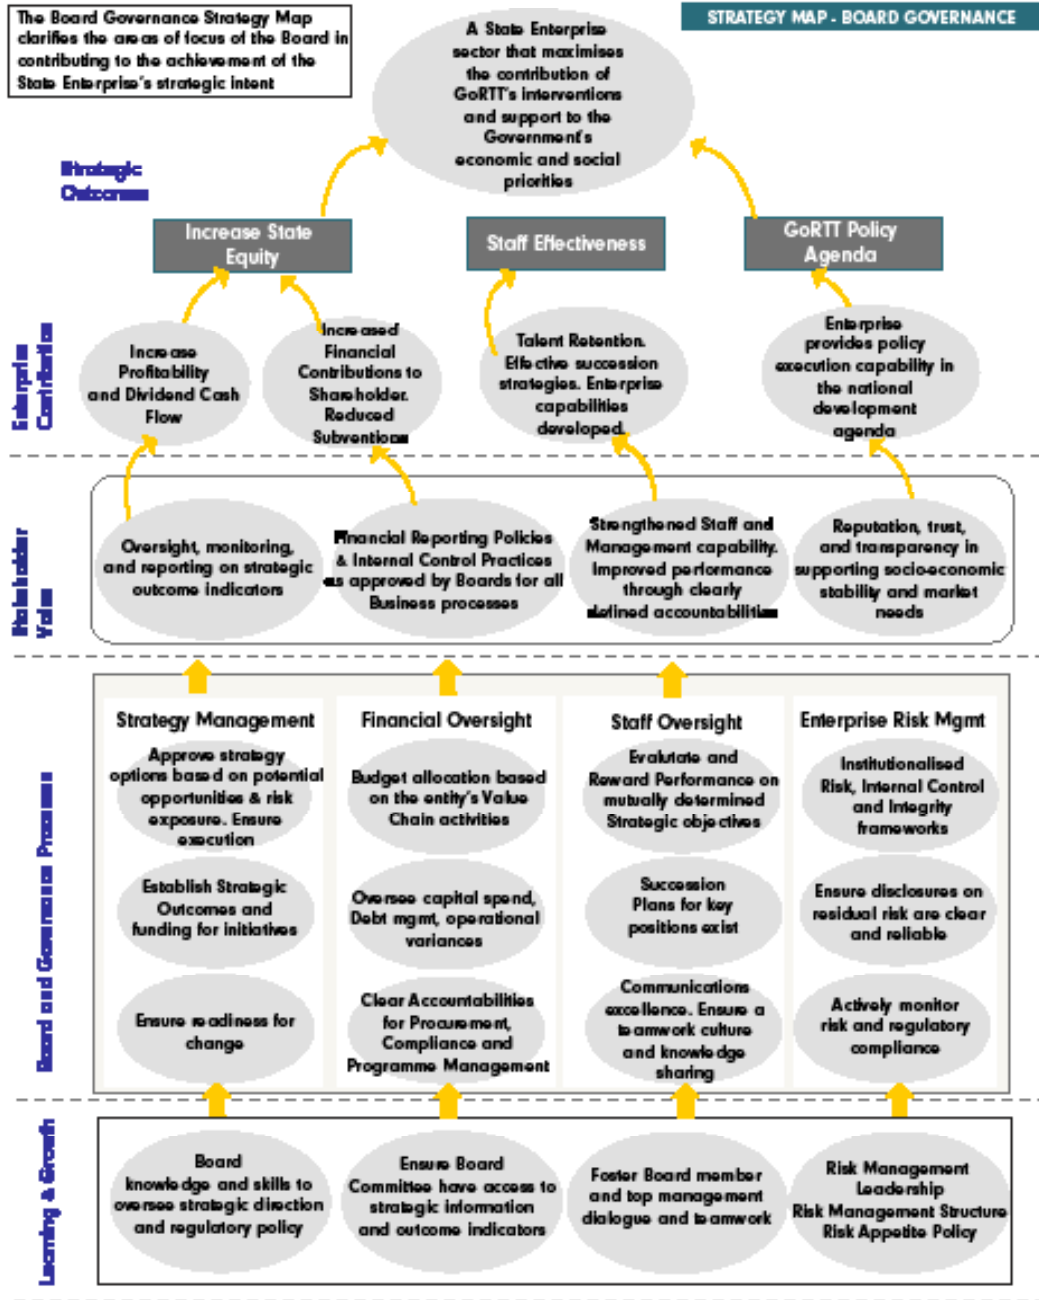 The Board Governance Strategy Map
clarifies the areas of focus of the Board in
contributing to the achievement of the
State Enterprise's strategic intent
STRATEGY MAP - BOARD GOVERNANCE
A State Enterprise
sector that maximises
the contribution of
GoRTT's interventions
and support to the
Government's
economic and social
priorities
Strategic
Outcomes
Increase State
Equity
Staff Effectiveness
GoRTT Policy
Agenda
Enterprise
Contribution
Increase
Profitability
and Dividend Cash
Flow
Increased
Financial
Contributions to
Shareholder.
Reduced
Subventions
Talent Retention.
Effective succession
strategies. Enterprise
capabilities
developed.
Enterprise
provides policy
execution capability in
the national
development
agenda
Stakeholder
Value
Oversight, monitoring,
and reporting on strategic
outcome indicators
Financial Reporting Policies
& Internal Control Practices
as approved by Boards for all
Business processes
Strengthened Staff and
Management capability.
Improved performance
through clearly
defined accountabilities
Reputation, trust,
and transparency in
supporting socio-economic
stability and market
needs
Board and Governance Processes
Strategy Management
Approve strategy
options based on potential
opportunities & risk
exposure. Ensure
execution
Establish Strategic
Outcomes and
funding for initiatives
Ensure readiness for
change
Financial Oversight
Budget allocation based
on the entity's Value
Chain activities
Oversee capital spend,
Debt mgmt, operational
variances
Clear Accountabilities
for Procurement,
Compliance and
Programme Management
Staff Oversight
Evalutate and
Reward Performance on
mutually determined
Strategic objectives
Succession
Plans for key
positions exist
Communications
excellence. Ensure a
teamwork culture
and knowledge
sharing
Enterprise Risk Mgmt
Institutionalised
Risk, Internal Control
and Integrity
frameworks
Ensure disclosures on
residual risk are clear
and reliable
Actively monitor
risk and regulatory
compliance
Learning & Growth
Board
knowledge and skills to
oversee strategic direction
and regulatory policy
Ensure Board
Committee have access to
strategic information
and outcome indicators
Foster Board member
and top management
dialogue and teamwork
Risk Management
Leadership
Risk Management Structure
Risk Appetite Policy